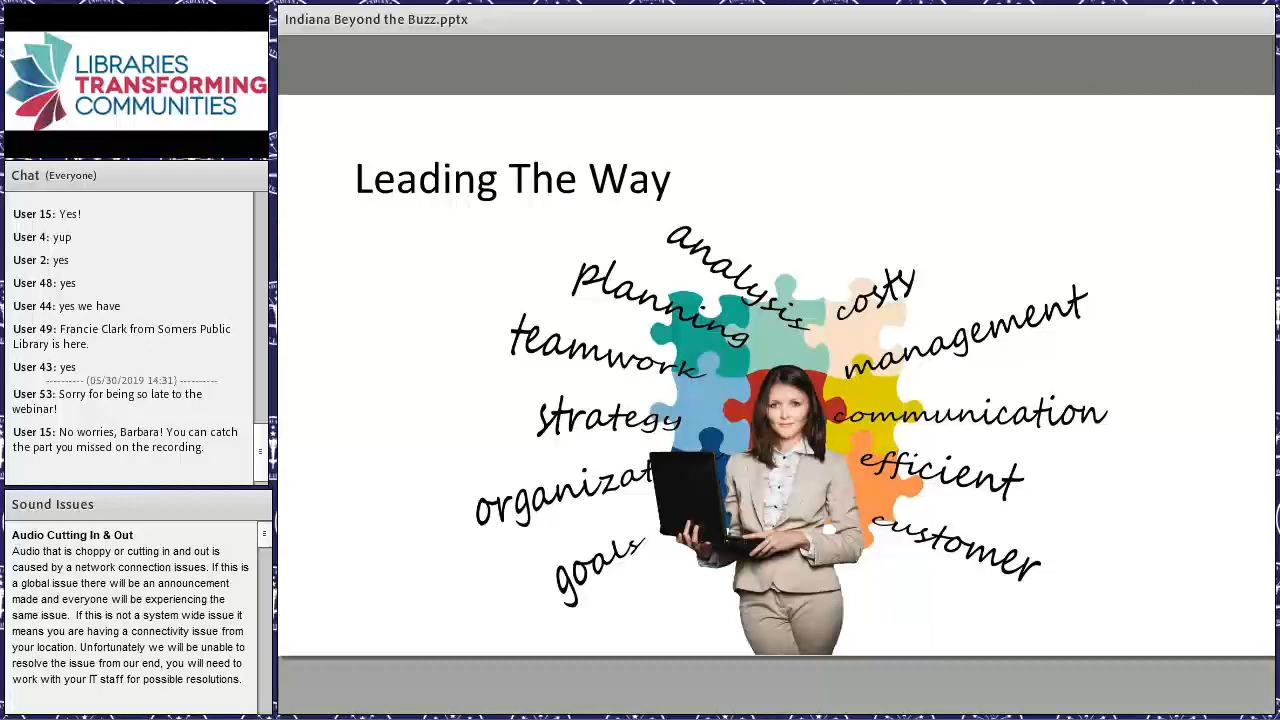 Indiana Beyond the Buzz.pptx
LIBRARIES
TRANSFORMING
COMMUNITIES
Chat (Everyone)
User 15: Yes!
User 4: yup
User 2: yes
User 48: yes
User 44: yes we have
User 49: Francie Clark from Somers Public
Library is here.
User 43: yes
---------- (05/30/2019 14:31) ----------
User 53: Sorry for being so late to the
webinar!
User 15: No worries, Barbara! You can catch
the part you missed on the recording.
Sound Issues
Audio Cutting In & Out
Audio that is choppy or cutting in and out is
caused by a network connection issues. If this is
a global issue there will be an announcement
made and everyone will be experiencing the
same issue.  If this is not a system wide issue it
means you are having a connectivity issue from
your location. Unfortunately we will be unable to
resolve the issue from our end, you will need to
work with your IT staff for possible resolutions.
Leading The Way
analysis
planning
costy
management
teamwork
strategy
communication
organizat
efficient
goals
customer